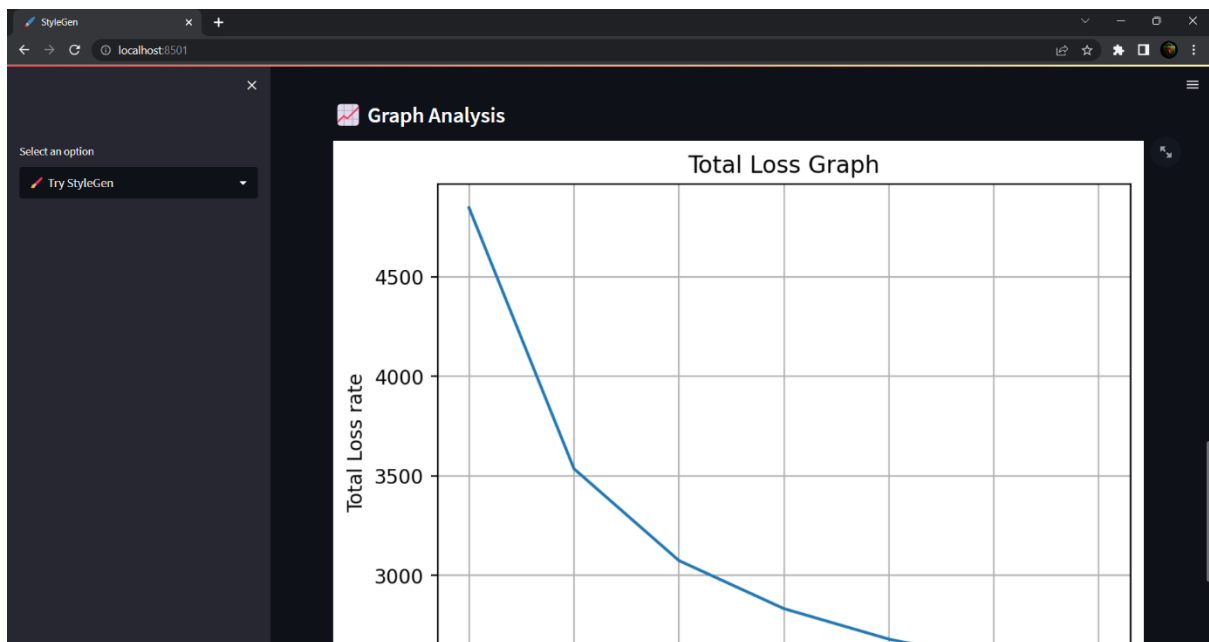 StyleGen
localhost:8501
Select an option
Try StyleGen
Graph Analysis
Total Loss Graph
Total Loss rate
4500
4000
3500
3000